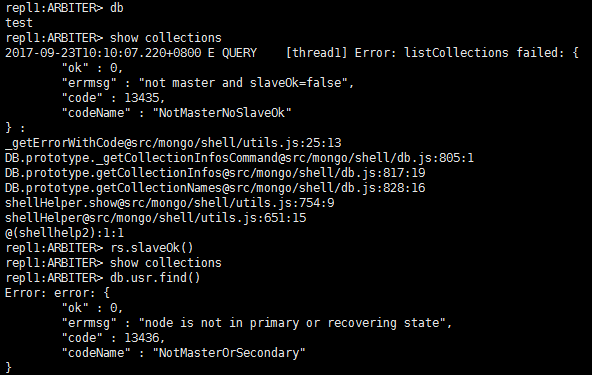 repl1:ARBITER> db
test
repl1:ARBITER> show collections
2017-09-23T10:10:07.220+0800 E QUERY    [thread1] Error: listCollections failed: {
        "ok" : 0,
        "errmsg" : "not master and slaveOk=false",
        "code" : 13435,
        "codeName" : "NotMasterNoSlaveOk"
} :
_getErrorWithCode@src/mongo/shell/utils.js:25:13
DB.prototype._getCollectionInfosCommand@src/mongo/shell/db.js:805:1
DB.prototype.getCollectionInfos@src/mongo/shell/db.js:817:19
DB.prototype.getCollectionNames@src/mongo/shell/db.js:828:16
shellHelper.show@src/mongo/shell/utils.js:754:9
shellHelper@src/mongo/shell/utils.js:651:15
@(shellhelp2):1:1
repl1:ARBITER> rs.slaveOk()
repl1:ARBITER> show collections
repl1:ARBITER> db.usr.find()
Error: error: {
        "ok" : 0,
        "errmsg" : "node is not in primary or recovering state",
        "code" : 13436,
        "codeName" : "NotMasterOrSecondary"
}